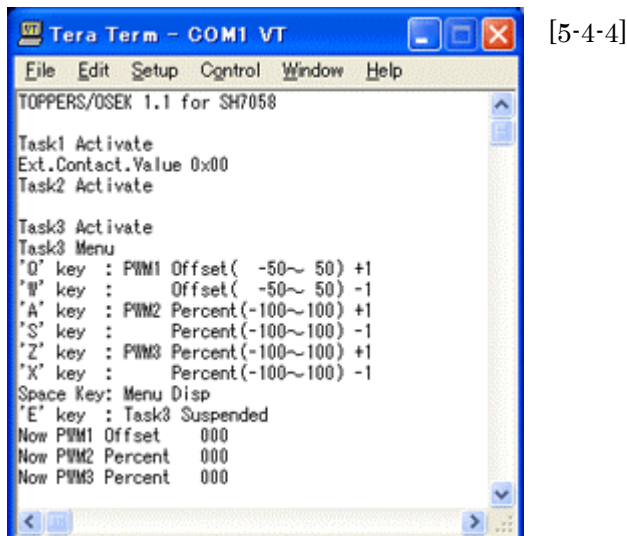 Tera Term - COM1 VT
[5-4-4]
File Edit Setup Control Window Help
TOPPERS/OSEK 1.1 for SH7058
Task1 Activate
Ext.Contact.Value 0x00
Task2 Activate
Task3 Activate
Task3 Menu
'Q' key : PWM1 Offset( -50～ 50) +1
'W' key : Offset( -50～ 50) -1
'A' key : PWM2 Percent(-100～100) +1
'S' key : Percent(-100～100) -1
'Z' key : PWM3 Percent(-100～100) +1
'X' key : Percent(-100～100) -1
Space Key: Menu Disp
'E' key : Task3 Suspended
Now PWM1 Offset 000
Now PWM2 Percent 000
Now PWM3 Percent 000